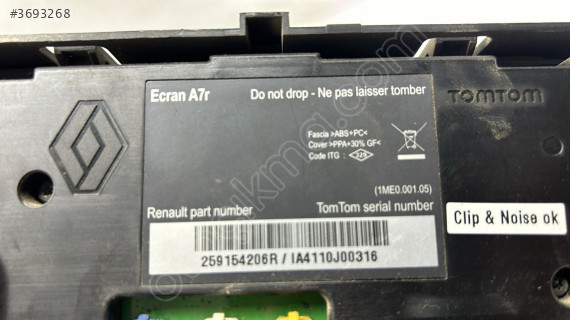 #3693268
Ecran A7r
Do not drop - Ne pas laisser tomber
TOMTOM
Fascia >ABS+PC<
Cover >PPA+30% GF<
Code ITG :
(1ME0.001.05)
Renault part number
TomTom serial number
Clip & Noise ok
259154206R / IA4110J00316